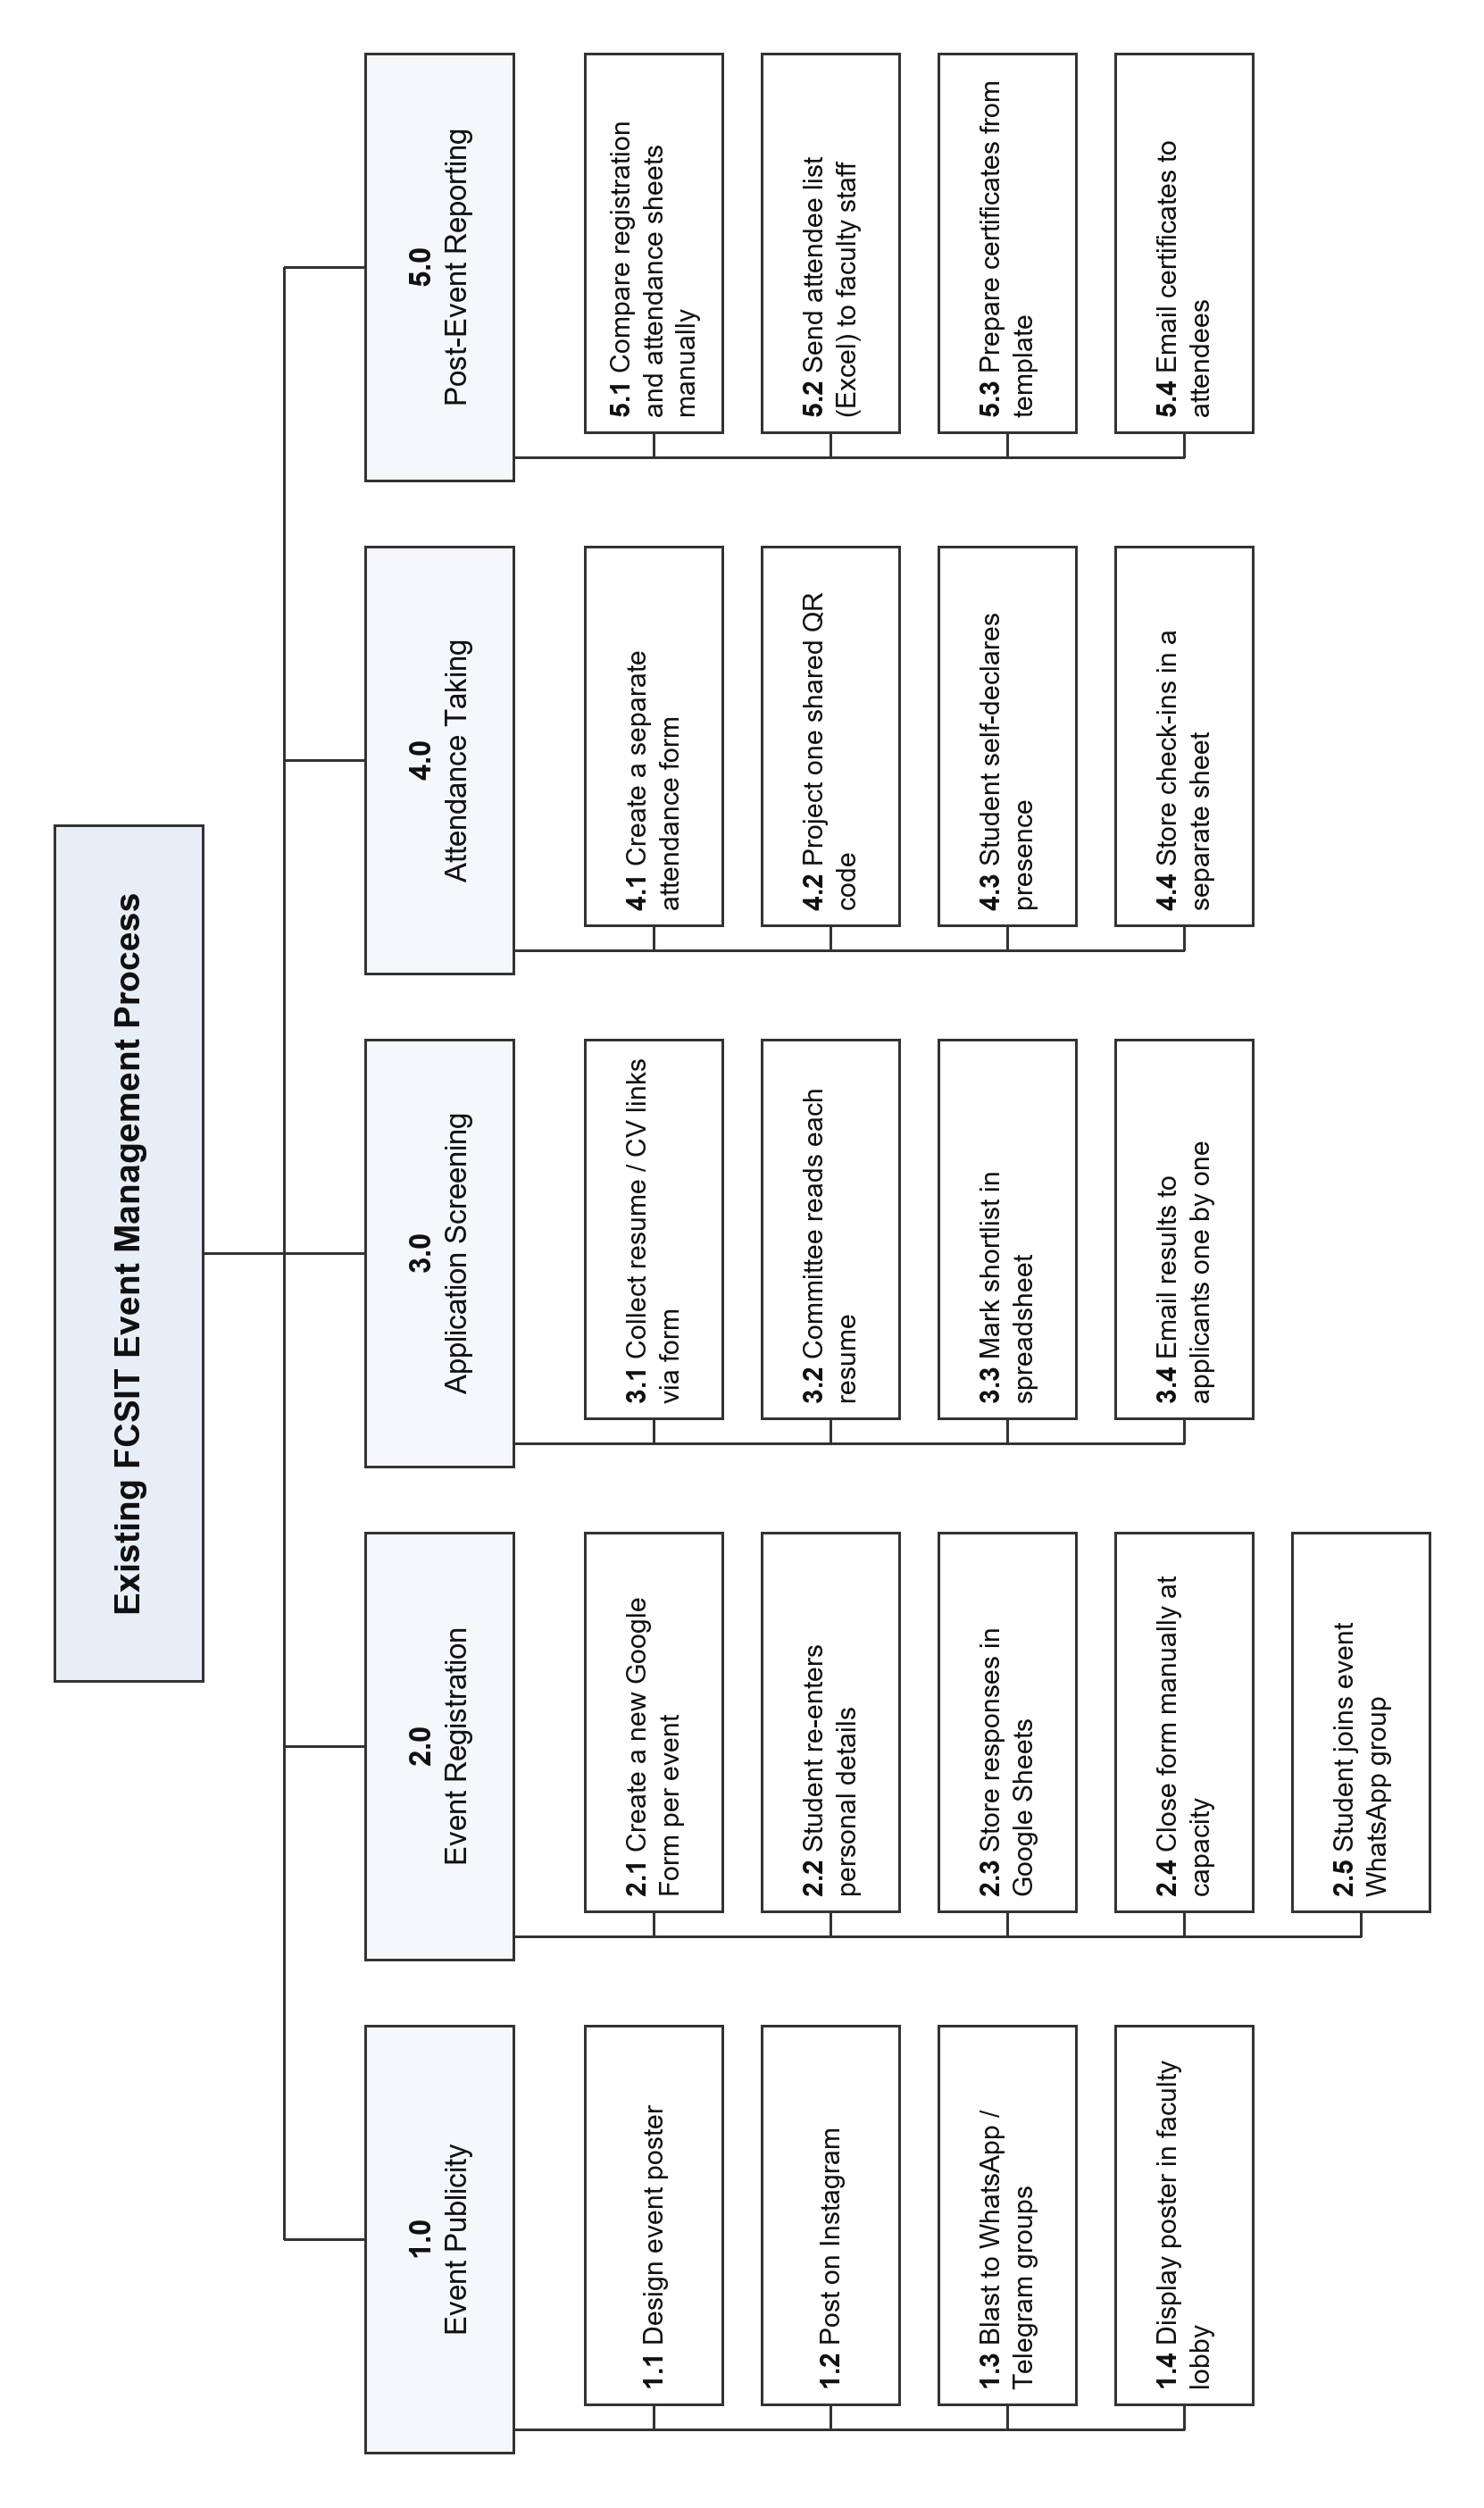 Existing FCSIT Event Management Process
1.0
Event Publicity
1.1 Design event poster
1.2 Post on Instagram
1.3 Blast to WhatsApp /
Telegram groups
1.4 Display poster in faculty
lobby
2.0
Event Registration
2.1 Create a new Google
Form per event
2.2 Student re-enters
personal details
2.3 Store responses in
Google Sheets
2.4 Close form manually at
capacity
2.5 Student joins event
WhatsApp group
3.0
Application Screening
3.1 Collect resume / CV links
via form
3.2 Committee reads each
resume
3.3 Mark shortlist in
spreadsheet
3.4 Email results to
applicants one by one
4.0
Attendance Taking
4.1 Create a separate
attendance form
4.2 Project one shared QR
code
4.3 Student self-declares
presence
4.4 Store check-ins in a
separate sheet
5.0
Post-Event Reporting
5.1 Compare registration
and attendance sheets
manually
5.2 Send attendee list
(Excel) to faculty staff
5.3 Prepare certificates from
template
5.4 Email certificates to
attendees